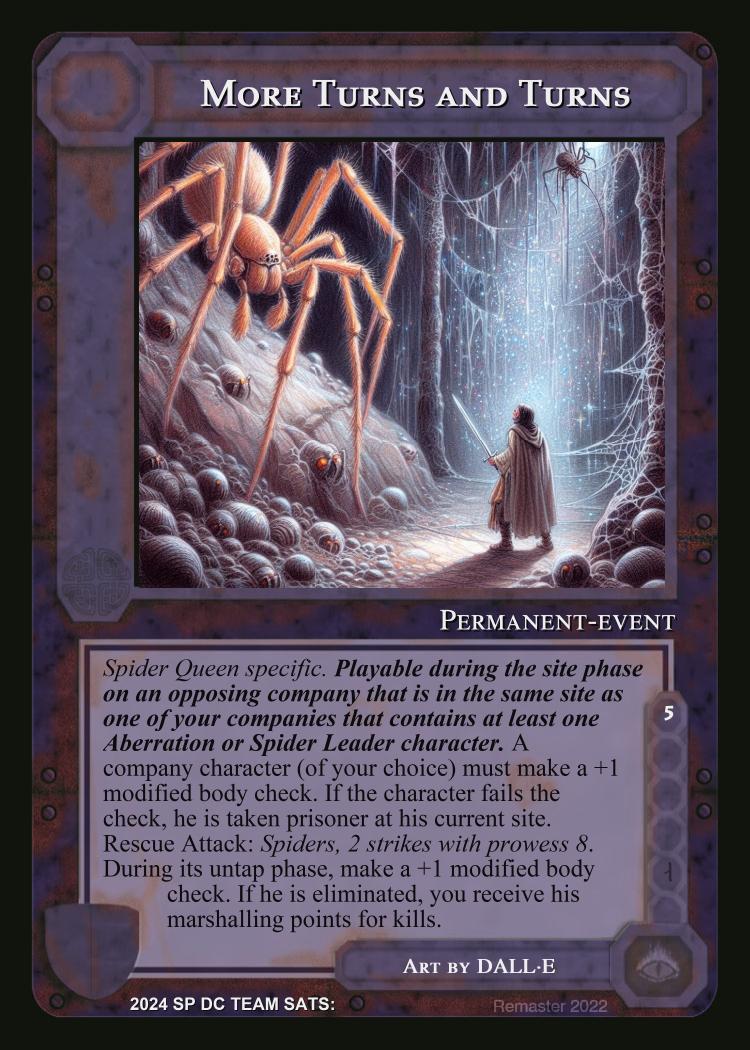 More Turns and Turns
Permanent-event
Spider Queen specific. Playable during the site phase
on an opposing company that is in the same site as
one of your companies that contains at least one
Aberration or Spider Leader character. A
company character (of your choice) must make a +1
modified body check. If the character fails the
check, he is taken prisoner at his current site.
Rescue Attack: Spiders, 2 strikes with prowess 8.
During its untap phase, make a +1 modified body
check. If he is eliminated, you receive his
marshalling points for kills.
5
Art by DALL·E
2024 SP DC TEAM SATS:
Remaster 2022